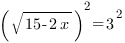 (√(15-2x))² = 3²